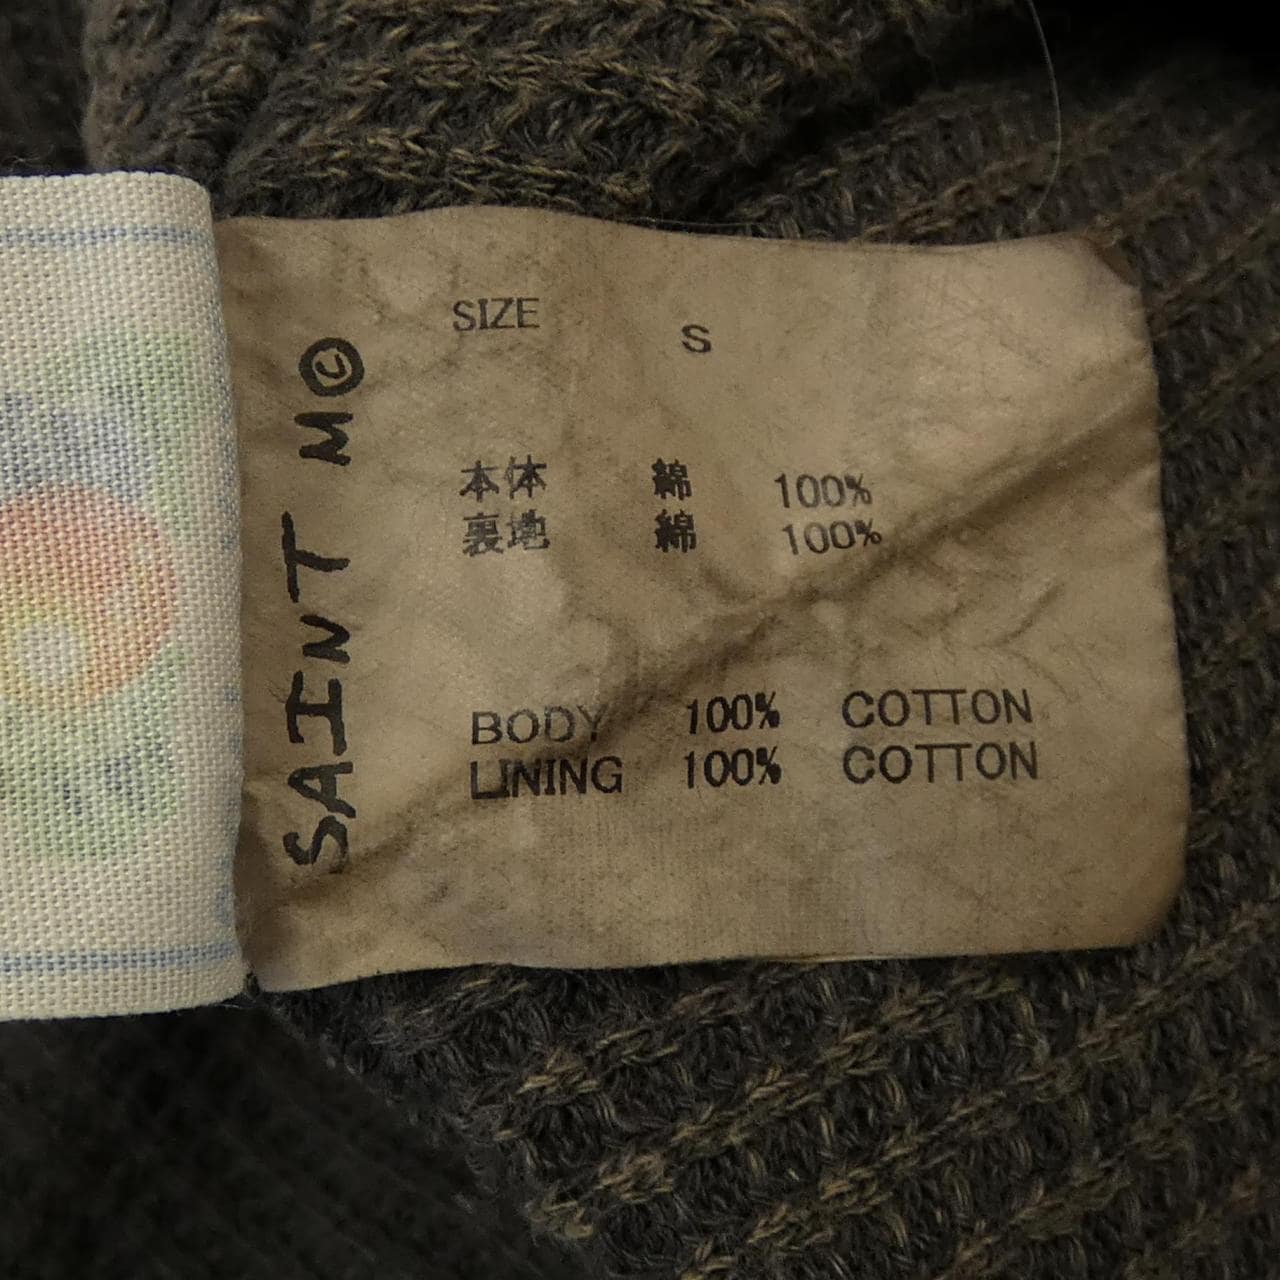 SAINT M©
SIZE S
本体 綿 100%
裏地 綿 100%
BODY 100% COTTON
LINING 100% COTTON